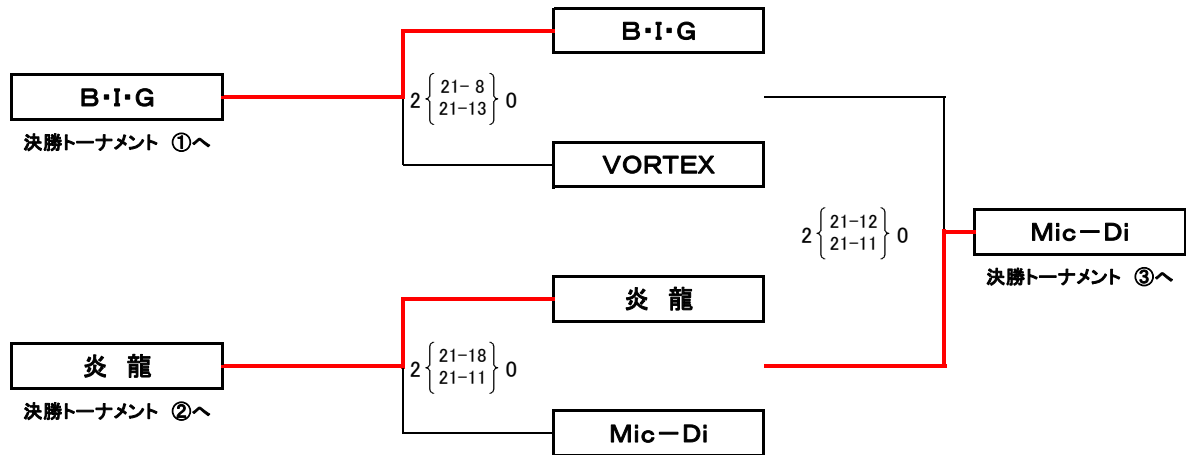 B・I・G
B・I・G
2 21- 8 0
21-13
決勝トーナメント ①へ
VORTEX
2 21-12 0
21-11
Mic－Di
決勝トーナメント ③へ
炎 龍
炎 龍
2 21-18 0
21-11
決勝トーナメント ②へ
Mic－Di